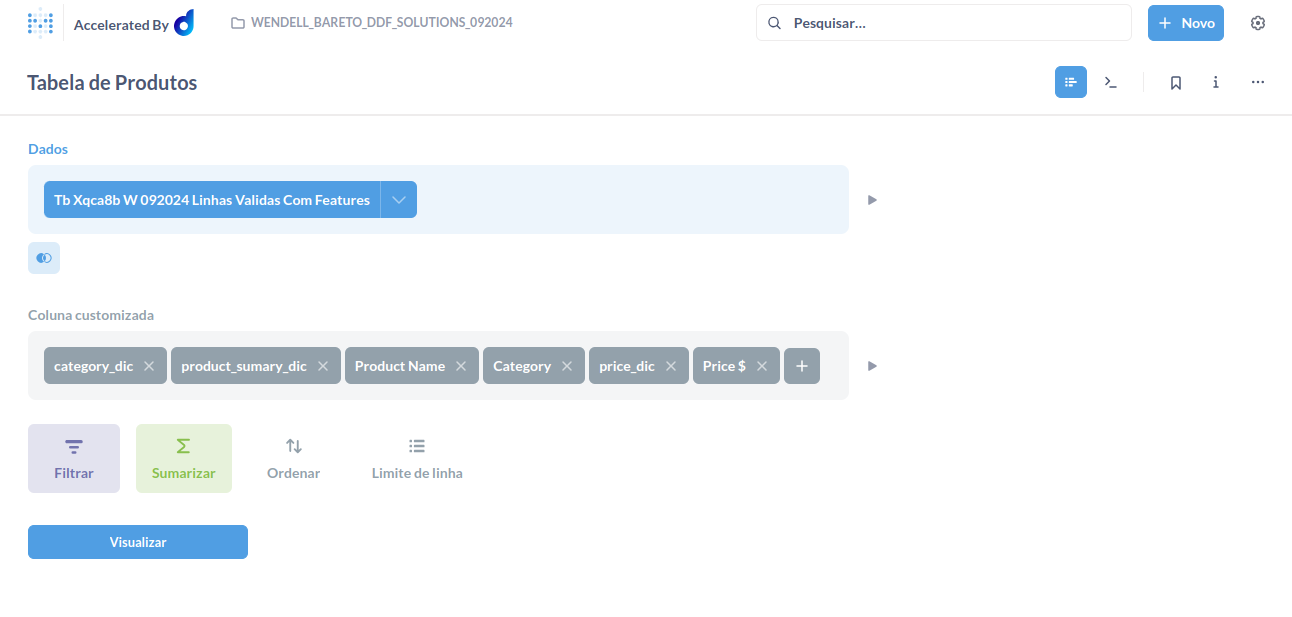 Accelerated By
WENDELL_BARETO_DDF_SOLUTIONS_092024
Pesquisar...
Novo
Tabela de Produtos
Dados
Tb Xqca8b W 092024 Linhas Validas Com Features
Coluna customizada
category_dic product_sumary_dic Product Name Category price_dic Price $
Filtrar
Sumarizar
Ordenar
Limite de linha
Visualizar